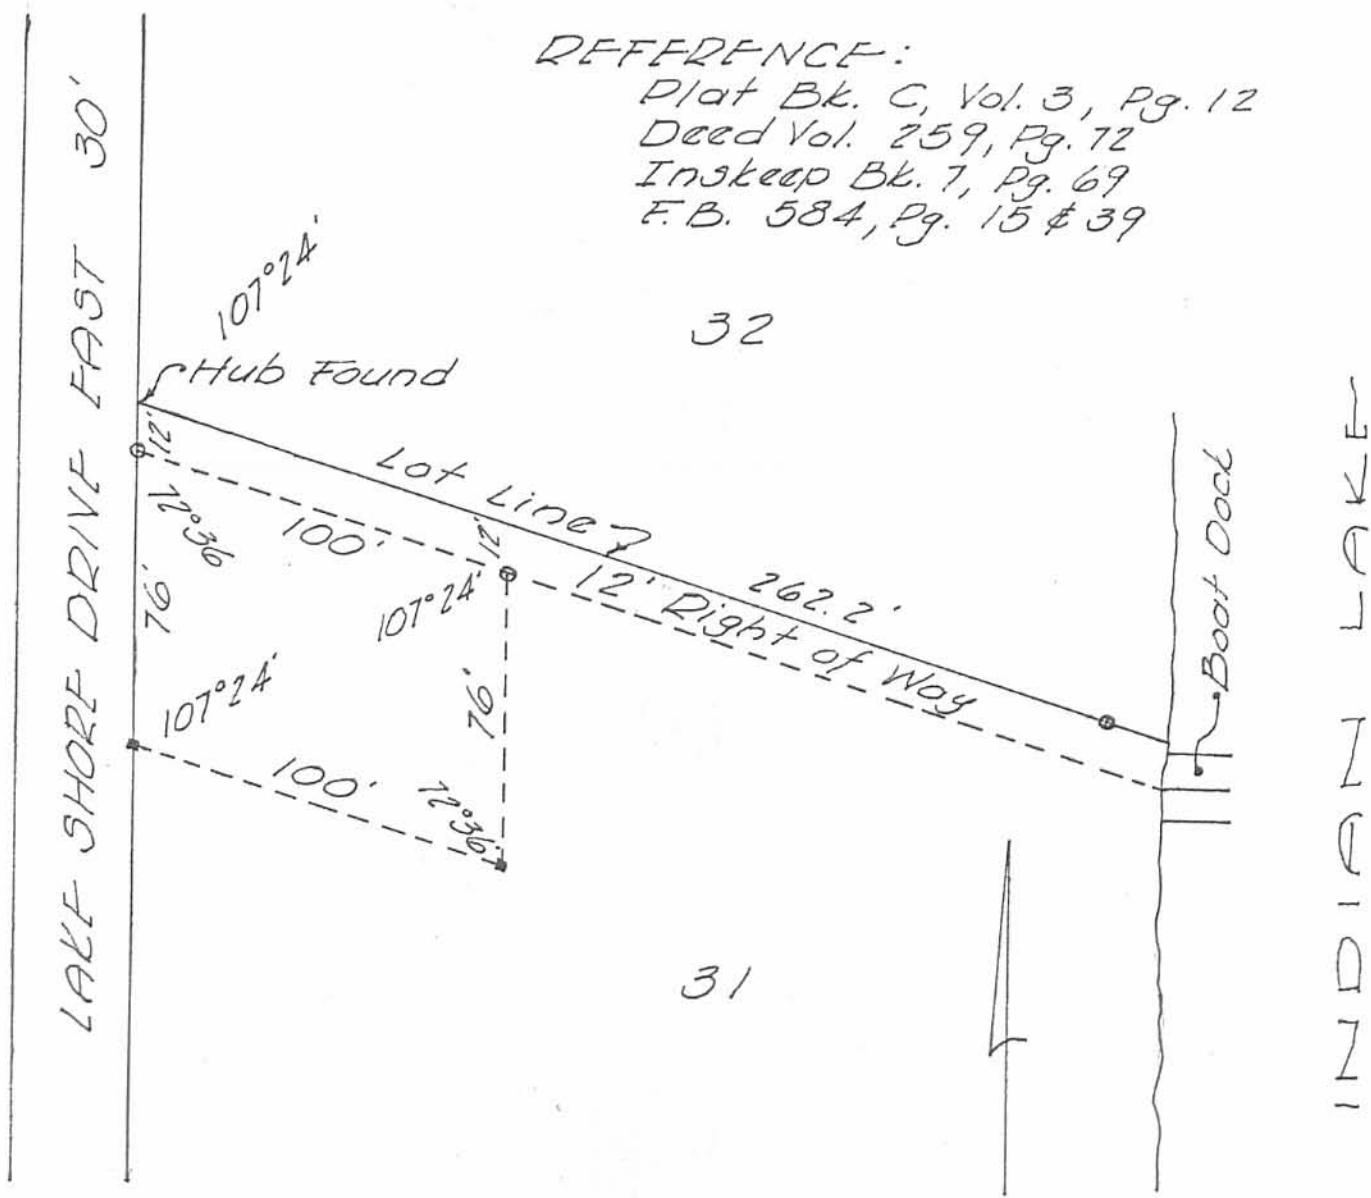 REFERENCE:
Plat Bk. C, Vol. 3, Pg. 12
Deed Vol. 259, Pg. 72
Inskeep Bk. 7, Pg. 69
F.B. 584, Pg. 15 & 39
LAKE SHORE DRIVE EAST 30'
107°24'
32
Hub Found
12'
Lot Line
72°36'
100'
12'
262.2'
12' Right of Way
107°24'
76'
76'
107°24'
100'
72°36'
Boat Dock
31
INDIAN LAKE